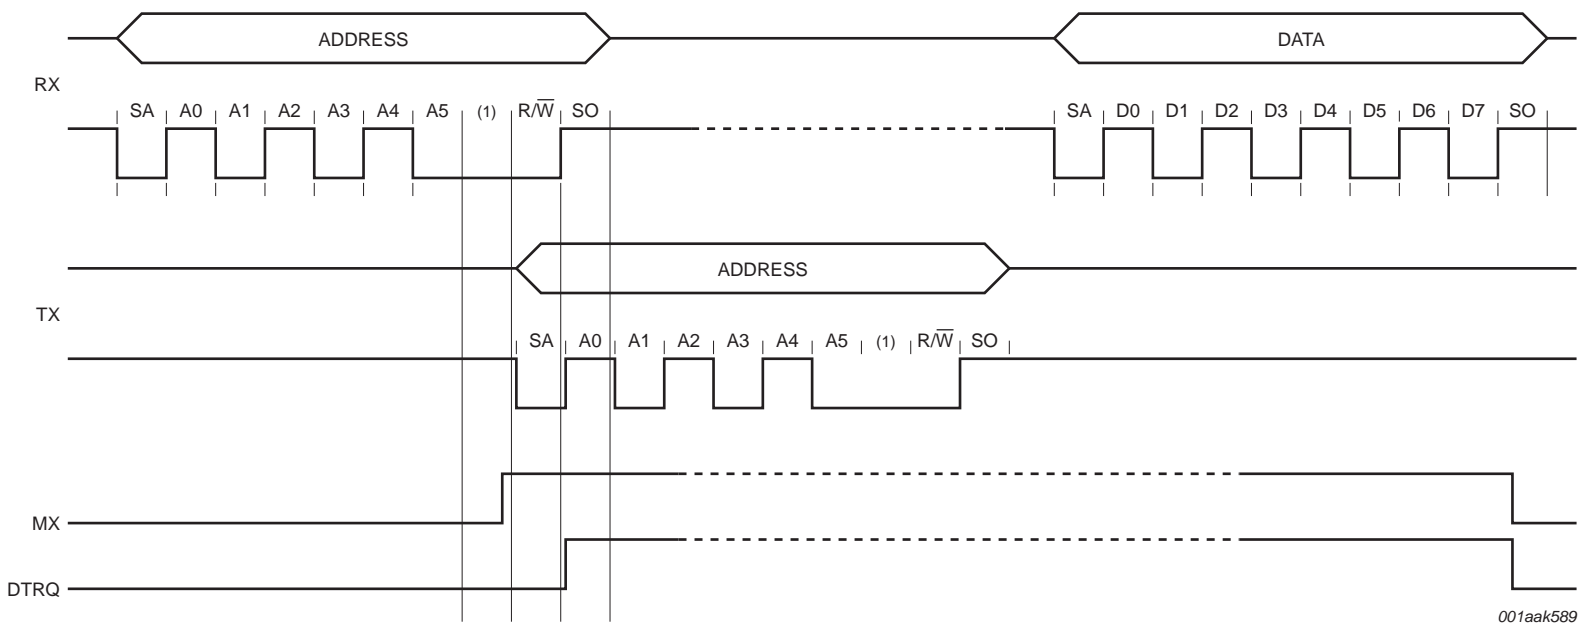 ADDRESS DATA
RX
SA A0 A1 A2 A3 A4 A5 (1) R/W̅ SO SA D0 D1 D2 D3 D4 D5 D6 D7 SO
ADDRESS
TX
SA A0 A1 A2 A3 A4 A5 (1) R/W̅ SO
MX
DTRQ
001aak589